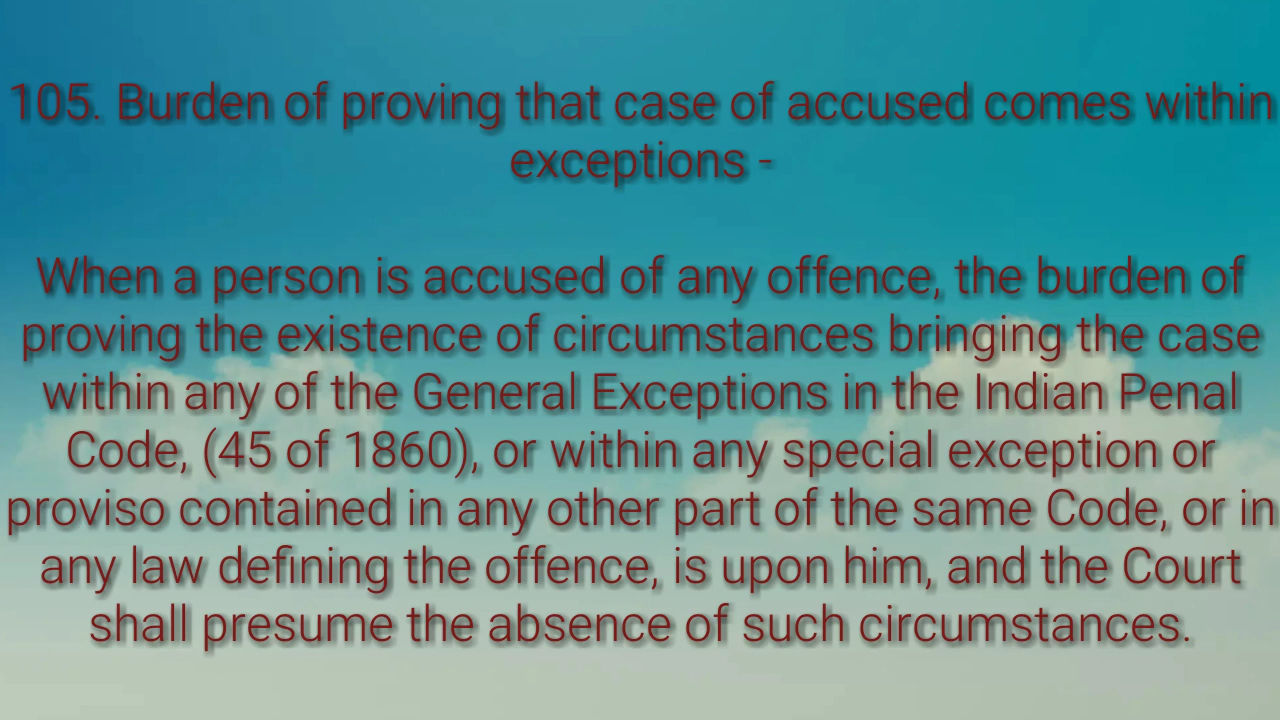 105. Burden of proving that case of accused comes within
exceptions -
When a person is accused of any offence, the burden of
proving the existence of circumstances bringing the case
within any of the General Exceptions in the Indian Penal
Code, (45 of 1860), or within any special exception or
proviso contained in any other part of the same Code, or in
any law defining the offence, is upon him, and the Court
shall presume the absence of such circumstances.